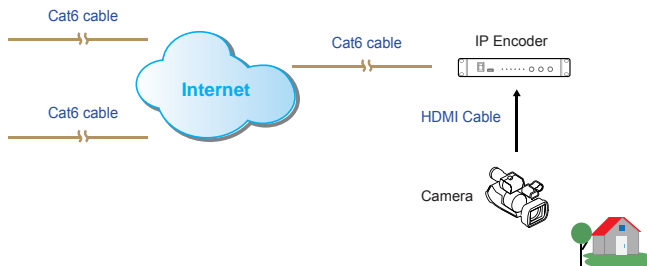 Cat6 cable
Cat6 cable
IP Encoder
Internet
Cat6 cable
HDMI Cable
Camera